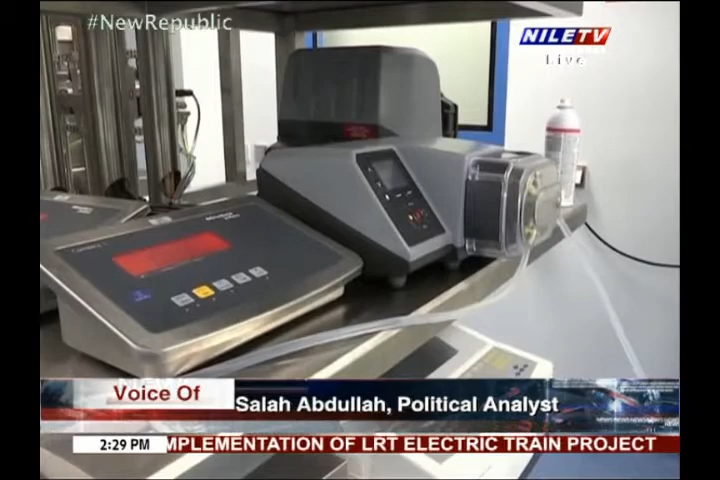 #NewRepublic
NILETV
Live
Voice Of
Salah Abdullah, Political Analyst
2:29 PM
MPLEMENTATION OF LRT ELECTRIC TRAIN PROJECT